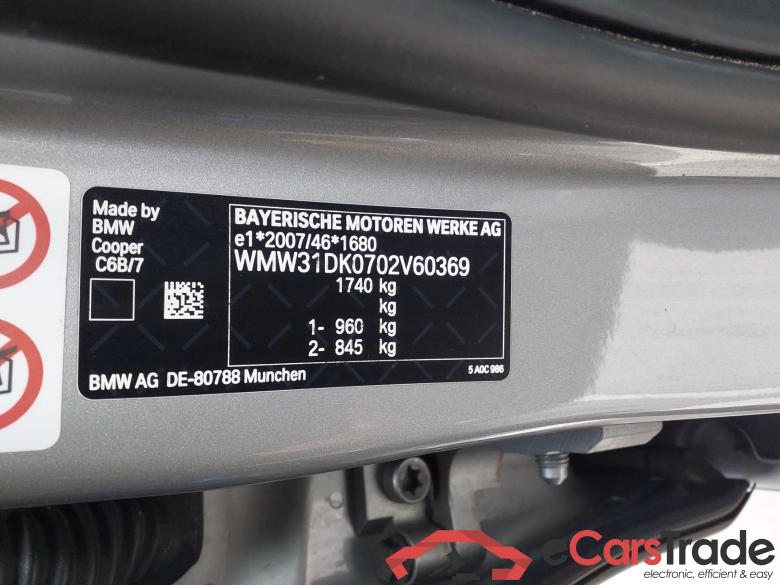 Made by
BMW
Cooper
C6B/7
BAYERISCHE MOTOREN WERKE AG
e1*2007/46*1680
WMW31DK0702V60369
1740 kg
kg
1- 960 kg
2- 845 kg
BMW AG DE-80788 Munchen
5 A0C 986
eCarsTrade
electronic, efficient & easy